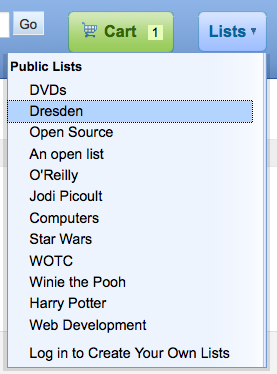 Go
Cart 1
Lists
Public Lists
DVDs
Dresden
Open Source
An open list
O'Reilly
Jodi Picoult
Computers
Star Wars
WOTC
Winie the Pooh
Harry Potter
Web Development
Log in to Create Your Own Lists